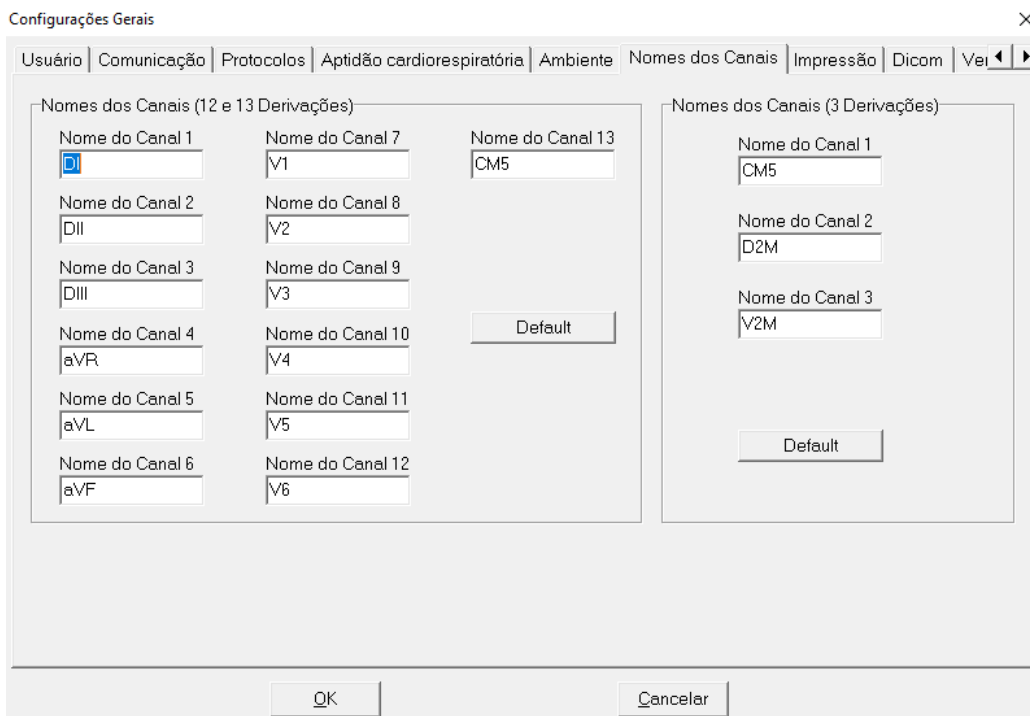 Configurações Gerais
Usuário Comunicação Protocolos Aptidão cardiorespiratória Ambiente Nomes dos Canais Impressão Dicom
Nomes dos Canais (12 e 13 Derivações)
Nome do Canal 1
DI
Nome do Canal 2
DII
Nome do Canal 3
DIII
Nome do Canal 4
aVR
Nome do Canal 5
aVL
Nome do Canal 6
aVF
Nome do Canal 7
V1
Nome do Canal 8
V2
Nome do Canal 9
V3
Nome do Canal 10
V4
Nome do Canal 11
V5
Nome do Canal 12
V6
Nome do Canal 13
CM5
Default
Nomes dos Canais (3 Derivações)
Nome do Canal 1
CM5
Nome do Canal 2
D2M
Nome do Canal 3
V2M
Default
OK
Cancelar